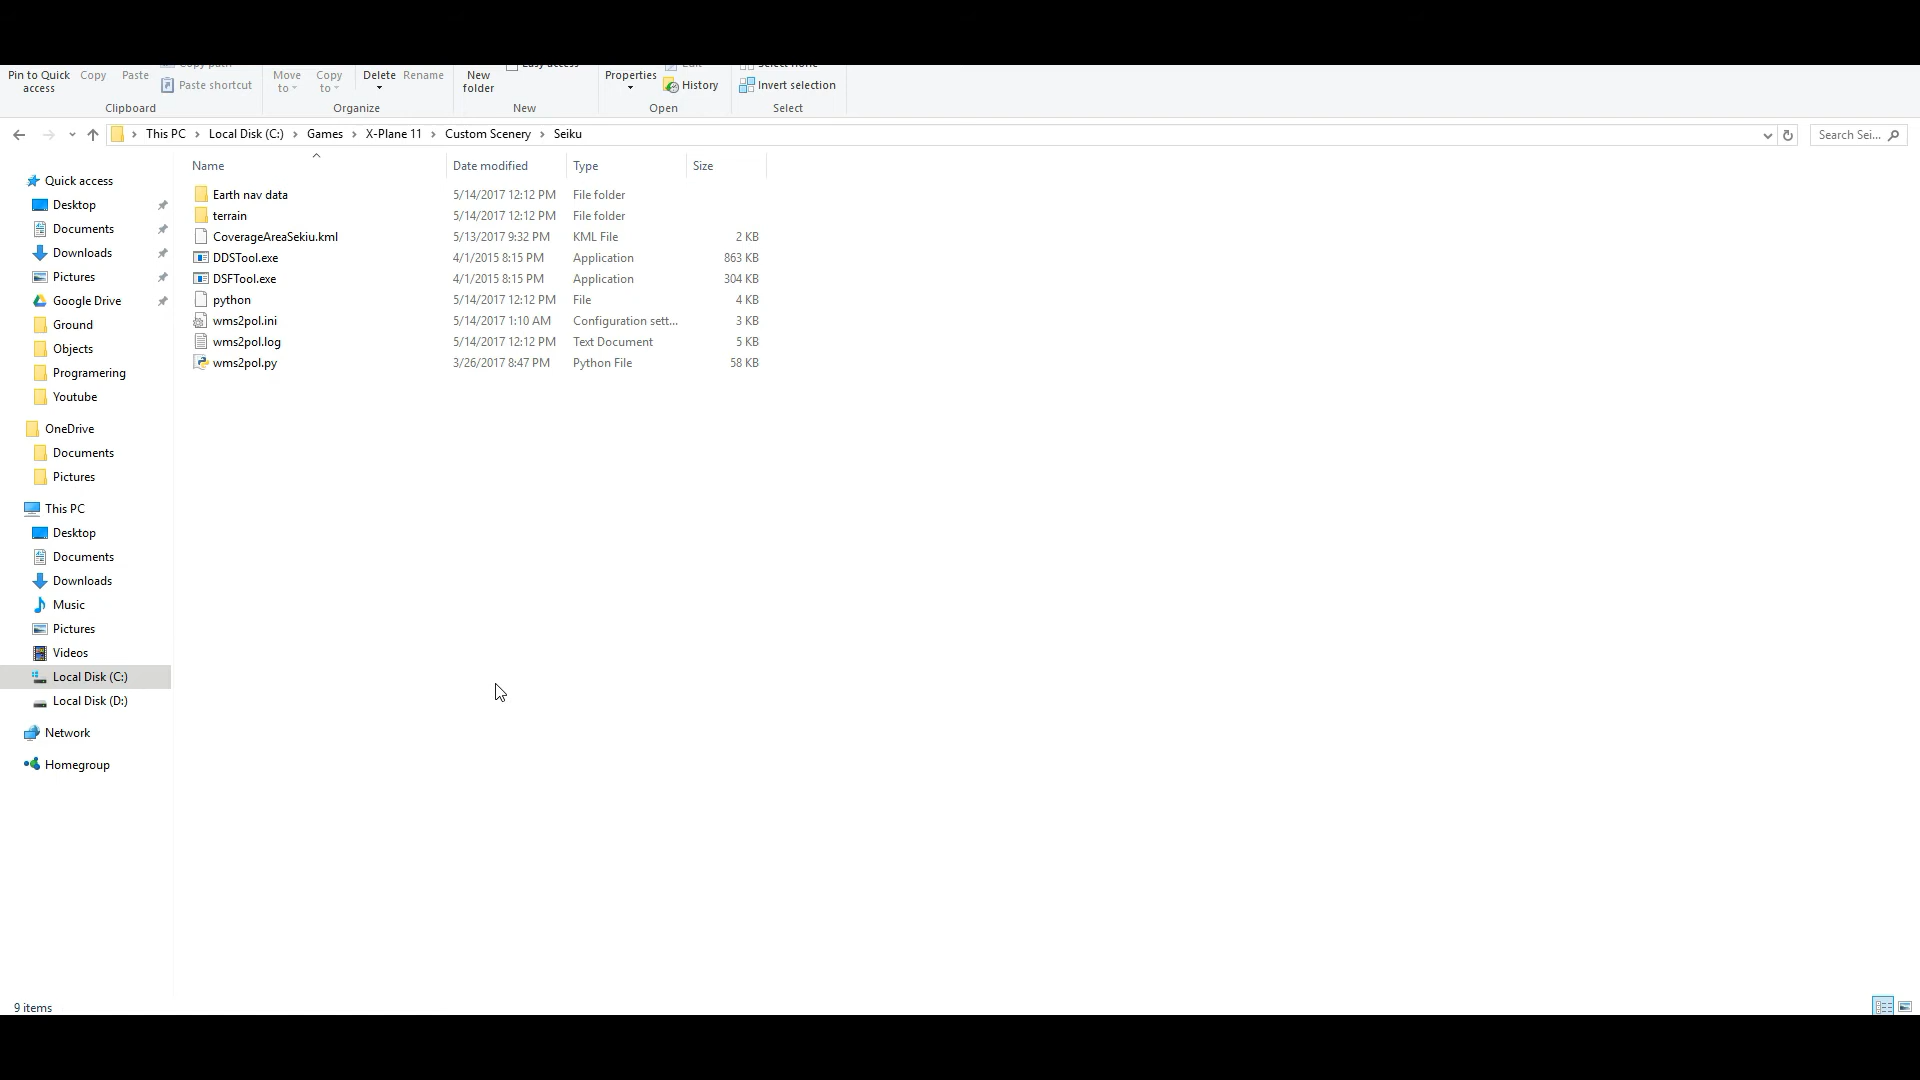 Copy path Easy access Edit Select none
Pin to Quick access Copy Paste Paste shortcut Move to Copy to Delete Rename New folder Properties History Invert selection
Clipboard Organize New Open Select
This PC Local Disk (C:) Games X-Plane 11 Custom Scenery Seiku Search Sei...
Name Date modified Type Size
Earth nav data 5/14/2017 12:12 PM File folder
terrain 5/14/2017 12:12 PM File folder
CoverageAreaSekiu.kml 5/13/2017 9:32 PM KML File 2 KB
DDSTool.exe 4/1/2015 8:15 PM Application 863 KB
DSFTool.exe 4/1/2015 8:15 PM Application 304 KB
python 5/14/2017 12:12 PM File 4 KB
wms2pol.ini 5/14/2017 1:10 AM Configuration sett... 3 KB
wms2pol.log 5/14/2017 12:12 PM Text Document 5 KB
wms2pol.py 3/26/2017 8:47 PM Python File 58 KB
Quick access
Desktop
Documents
Downloads
Pictures
Google Drive
Ground
Objects
Programering
Youtube
OneDrive
Documents
Pictures
This PC
Desktop
Documents
Downloads
Music
Pictures
Videos
Local Disk (C:)
Local Disk (D:)
Network
Homegroup
9 items